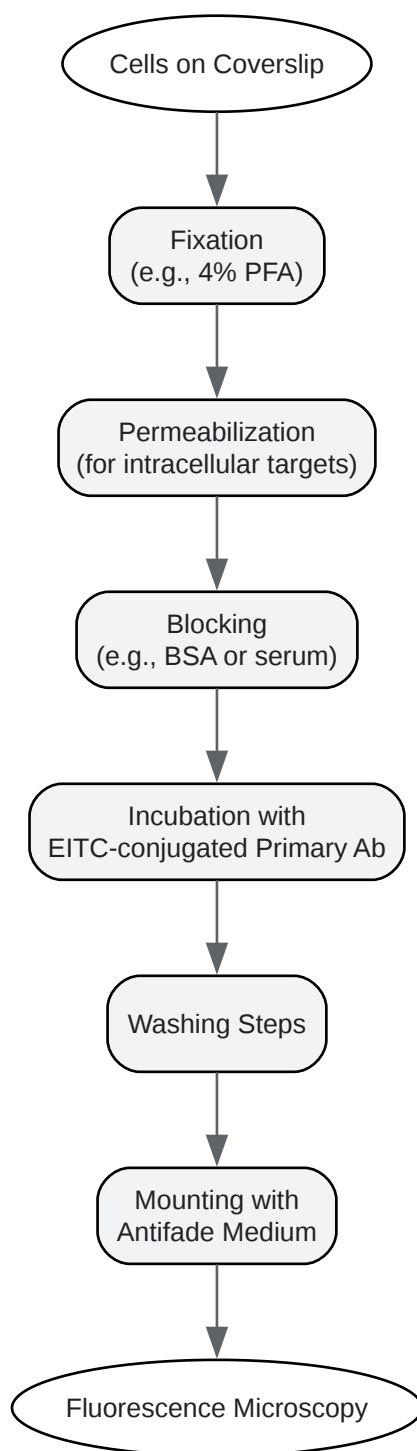 Cells on Coverslip
Fixation
(e.g., 4% PFA)
Permeabilization
(for intracellular targets)
Blocking
(e.g., BSA or serum)
Incubation with
EITC-conjugated Primary Ab
Washing Steps
Mounting with
Antifade Medium
Fluorescence Microscopy